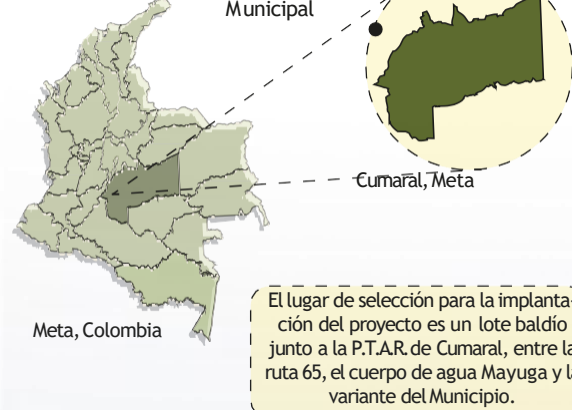 Municipal
Cumaral, Meta
Meta, Colombia
El lugar de selección para la implanta-
ción del proyecto es un lote baldío
junto a la P.T.A.R. de Cumaral, entre la
ruta 65, el cuerpo de agua Mayuga y la
variante del Municipio.